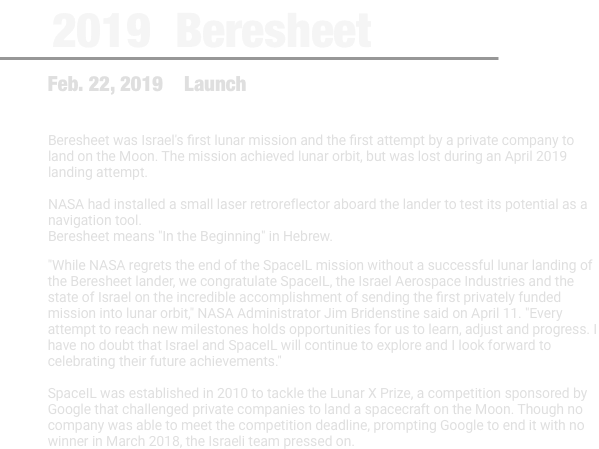 2019 Beresheet
Feb. 22, 2019 Launch
Beresheet was Israel's first lunar mission and the first attempt by a private company to
land on the Moon. The mission achieved lunar orbit, but was lost during an April 2019
landing attempt.
NASA had installed a small laser retroreflector aboard the lander to test its potential as a
navigation tool.
Beresheet means "In the Beginning" in Hebrew.
"While NASA regrets the end of the SpaceIL mission without a successful lunar landing of
the Beresheet lander, we congratulate SpaceIL, the Israel Aerospace Industries and the
state of Israel on the incredible accomplishment of sending the first privately funded
mission into lunar orbit," NASA Administrator Jim Bridenstine said on April 11. "Every
attempt to reach new milestones holds opportunities for us to learn, adjust and progress. I
have no doubt that Israel and SpaceIL will continue to explore and I look forward to
celebrating their future achievements."
SpaceIL was established in 2010 to tackle the Lunar X Prize, a competition sponsored by
Google that challenged private companies to land a spacecraft on the Moon. Though no
company was able to meet the competition deadline, prompting Google to end it with no
winner in March 2018, the Israeli team pressed on.